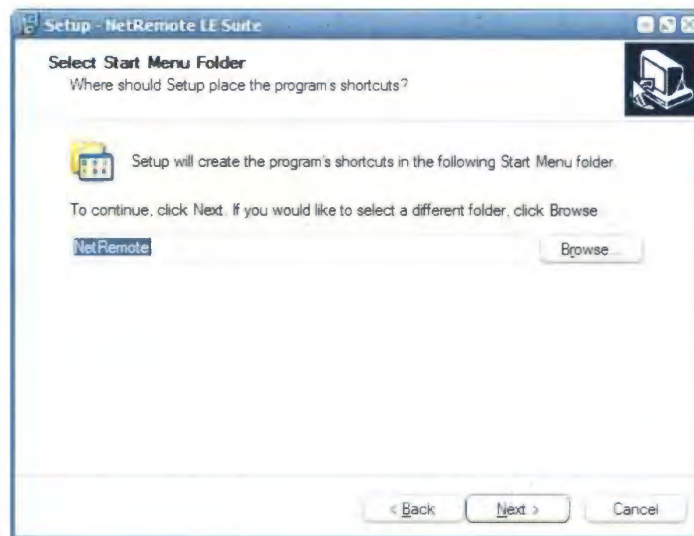 Setup - NetRemote LE Suite
Select Start Menu Folder
Where should Setup place the program's shortcuts?
Setup will create the program's shortcuts in the following Start Menu folder.
To continue, click Next. If you would like to select a different folder, click Browse
NetRemote
Browse...
< Back
Next >
Cancel